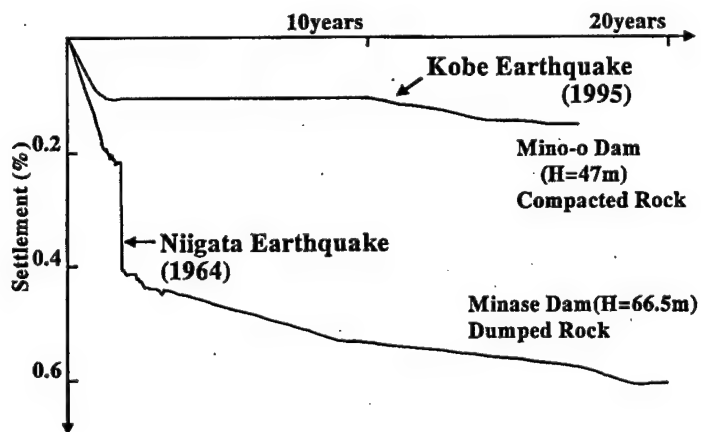 10years
20years
Kobe Earthquake
(1995)
0.2
Mino-o Dam
(H=47m)
Compacted Rock
Settlement (%)
Niigata Earthquake
(1964)
0.4
Minase Dam(H=66.5m)
Dumped Rock
0.6